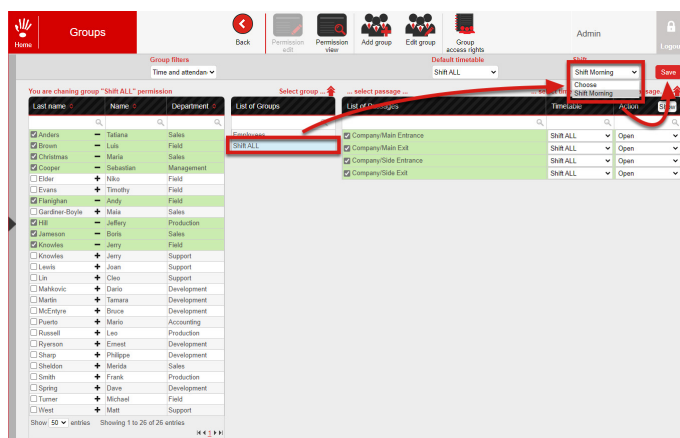 Home
Groups
Back
Permission edit
Permission view
Add group
Edit group
Group access rights
Admin
Logout
Group filters
Time and attendan
Default timetable
Shift ALL
Shift
Shift Morning
Choose
Shift Morning
Save
You are chaning group "Shift ALL" permission
Select group ...
... select passage ...
Last name Name Department
List of Groups
List of Passages
Timetable Action Show
Anders Tatiana Sales
Brown Luis Field
Christmas Maria Sales
Cooper Sebastian Management
Elder Niko Field
Evans Timothy Field
Flanighan Andy Field
Gardiner-Boyle Maia Sales
Hill Jeffery Production
Jameson Boris Sales
Knowles Jerry Field
Knowles Jerry Support
Lewis Joan Support
Lin Cleo Support
Mahkovic Dario Development
Martin Tamara Development
McEntyre Bruce Development
Puerto Mario Accounting
Russell Leo Production
Ryerson Ernest Development
Sharp Philippe Development
Sheldon Merida Sales
Smith Frank Production
Spring Dave Development
Turner Michael Field
West Matt Support
Employees
Shift ALL
Company/Main Entrance Shift ALL Open
Company/Main Exit Shift ALL Open
Company/Side Entrance Shift ALL Open
Company/Side Exit Shift ALL Open
Show 50 entries Showing 1 to 26 of 26 entries
1